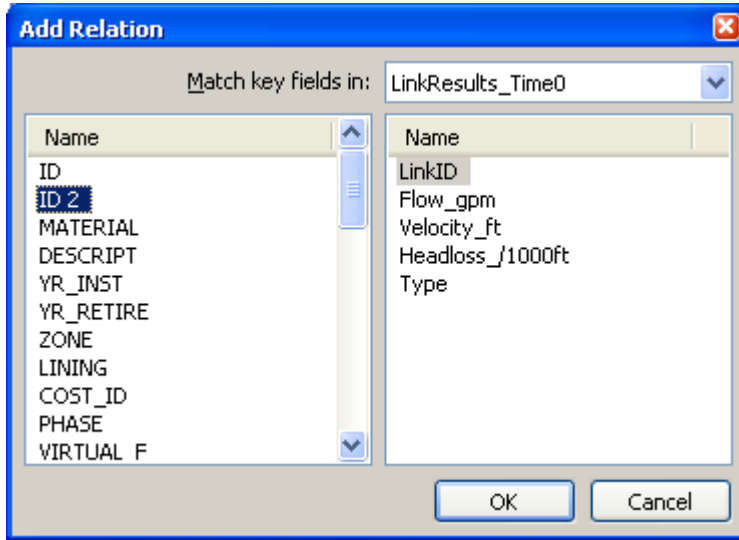 Add Relation
Match key fields in: LinkResults_Time0
Name
ID
ID 2
MATERIAL
DESCRIPT
YR_INST
YR_RETIRE
ZONE
LINING
COST_ID
PHASE
VIRTUAL_F
Name
LinkID
Flow_gpm
Velocity_ft
Headloss_/1000ft
Type
OK Cancel